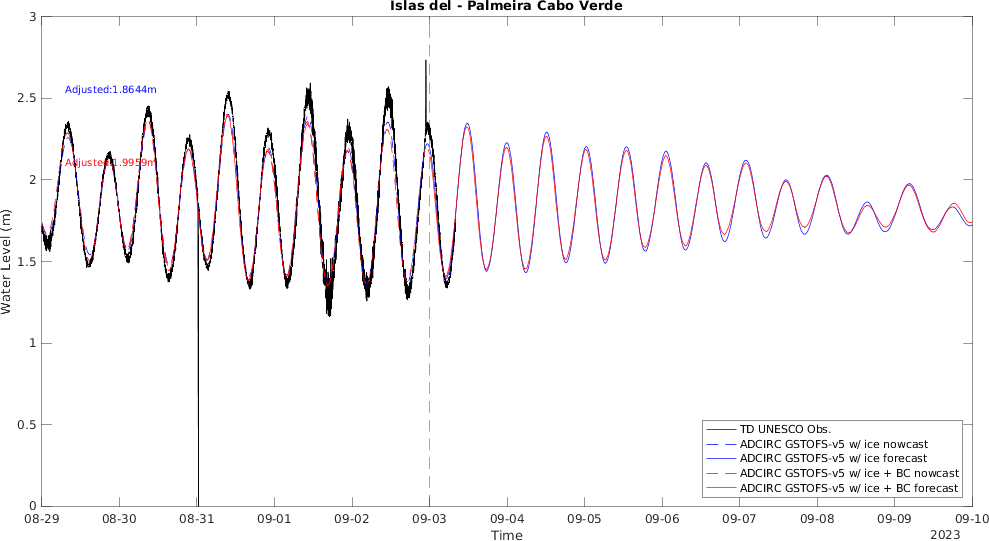 Islas del - Palmeira Cabo Verde
3
2.5
2
1.5
1
0.5
0
Water Level (m)
Adjusted:1.8644m
Adjusted:1.9959m
TD UNESCO Obs.
ADCIRC GSTOFS-v5 w/ ice nowcast
ADCIRC GSTOFS-v5 w/ ice forecast
ADCIRC GSTOFS-v5 w/ ice + BC nowcast
ADCIRC GSTOFS-v5 w/ ice + BC forecast
08-29 08-30 08-31 09-01 09-02 09-03 09-04 09-05 09-06 09-07 09-08 09-09 09-10
Time
2023